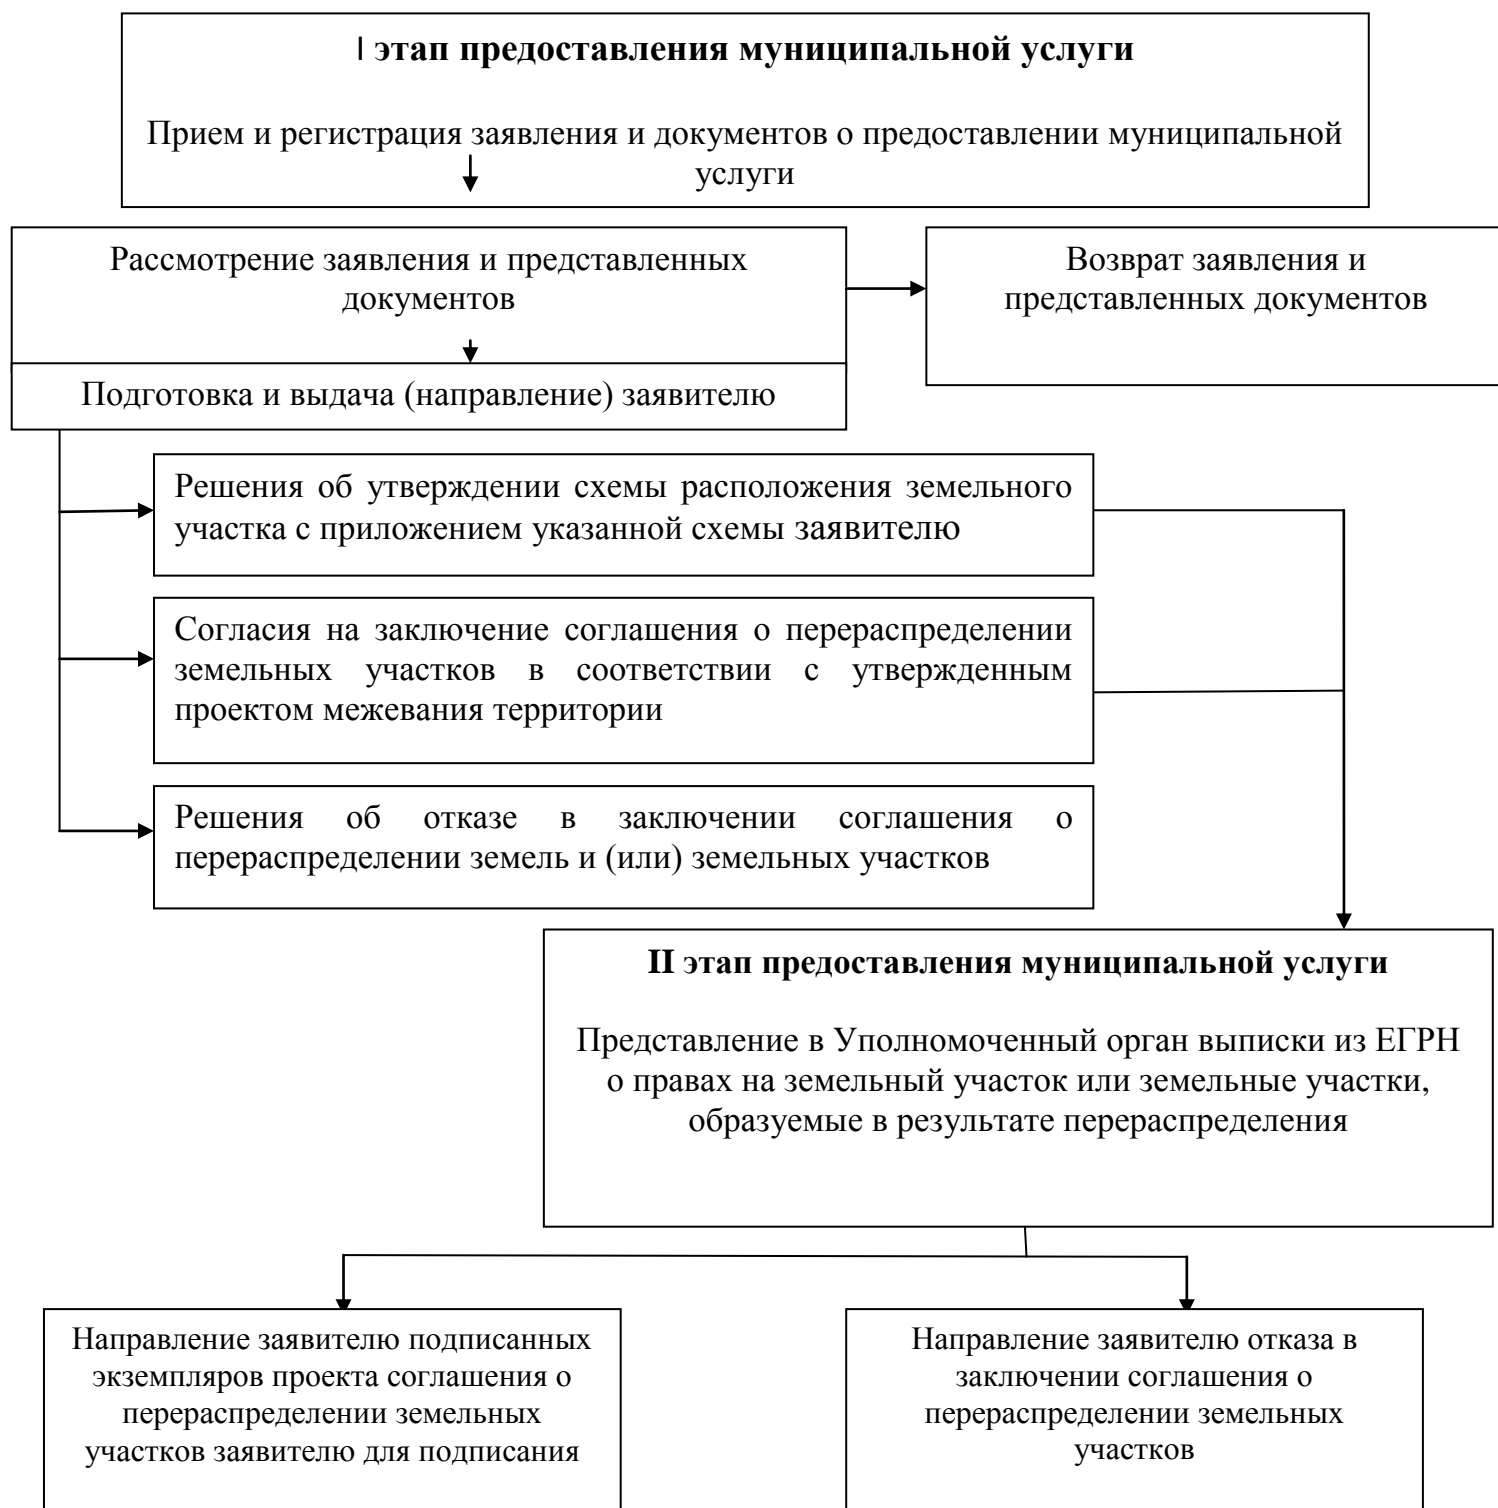 I этап предоставления муниципальной услуги
Прием и регистрация заявления и документов о предоставлении муниципальной
услуги
Рассмотрение заявления и представленных
документов
Возврат заявления и
представленных документов
Подготовка и выдача (направление) заявителю
Решения об утверждении схемы расположения земельного
участка с приложением указанной схемы заявителю
Согласия на заключение соглашения о перераспределении
земельных участков в соответствии с утвержденным
проектом межевания территории
Решения об отказе в заключении соглашения о
перераспределении земель и (или) земельных участков
II этап предоставления муниципальной услуги
Представление в Уполномоченный орган выписки из ЕГРН
о правах на земельный участок или земельные участки,
образуемые в результате перераспределения
Направление заявителю подписанных
экземпляров проекта соглашения о
перераспределении земельных
участков заявителю для подписания
Направление заявителю отказа в
заключении соглашения о
перераспределении земельных
участков